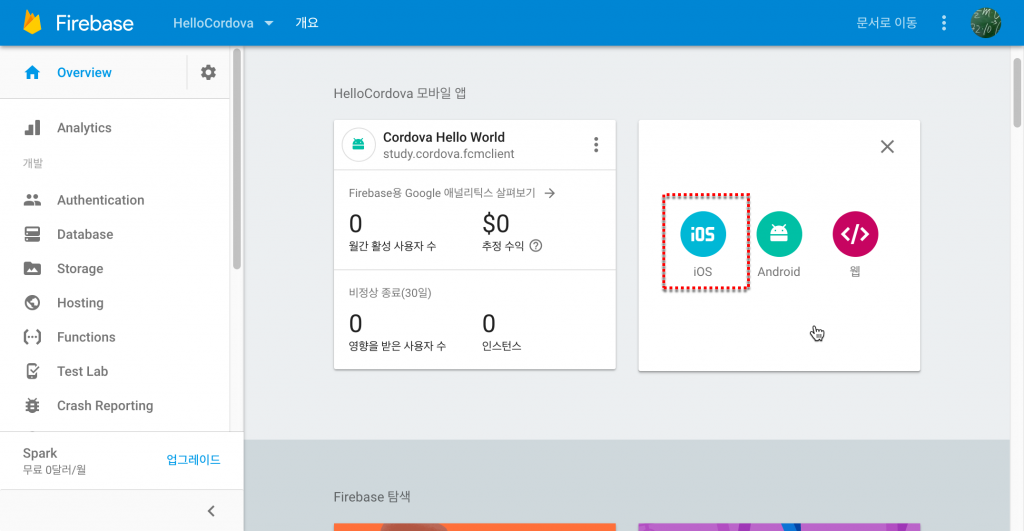 Firebase
HelloCordova
개요
문서로 이동
Overview
Analytics
개발
Authentication
Database
Storage
Hosting
Functions
Test Lab
Crash Reporting
Spark
무료 0달러/월
업그레이드
HelloCordova 모바일 앱
Cordova Hello World
study.cordova.fcmclient
Firebase용 Google 애널리틱스 살펴보기
0
월간 활성 사용자 수
$0
추정 수익
비정상 종료(30일)
0
영향을 받은 사용자 수
0
인스턴스
iOS
iOS
Android
</>
웹
Firebase 탐색